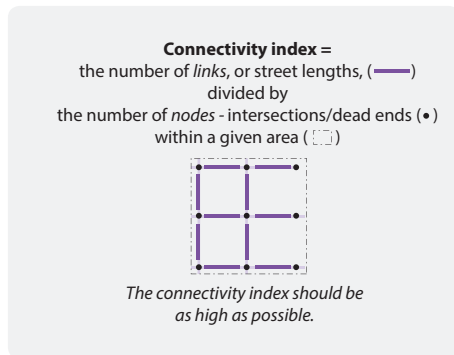 Connectivity index =
the number of links, or street lengths, ( )
divided by
the number of nodes - intersections/dead ends (•)
within a given area ( )
The connectivity index should be
as high as possible.